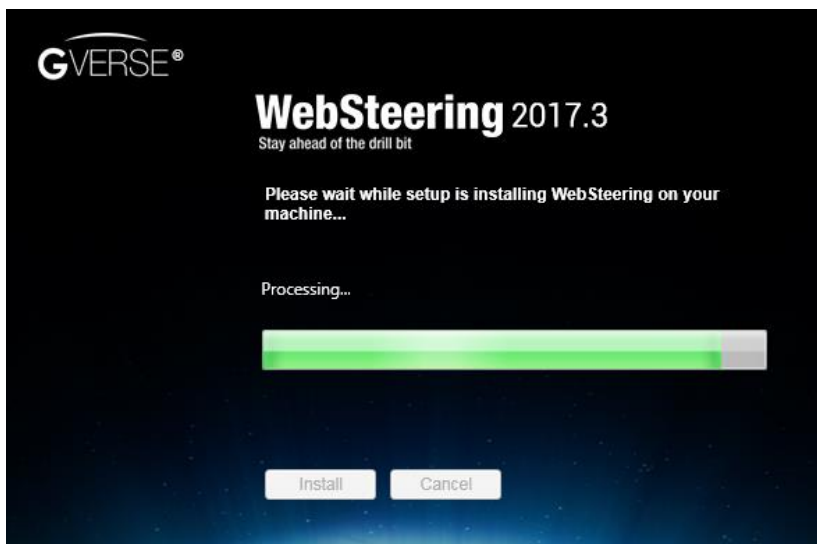 GVERSE®
WebSteering 2017.3
Stay ahead of the drill bit
Please wait while setup is installing WebSteering on your
machine...
Processing...
Install Cancel